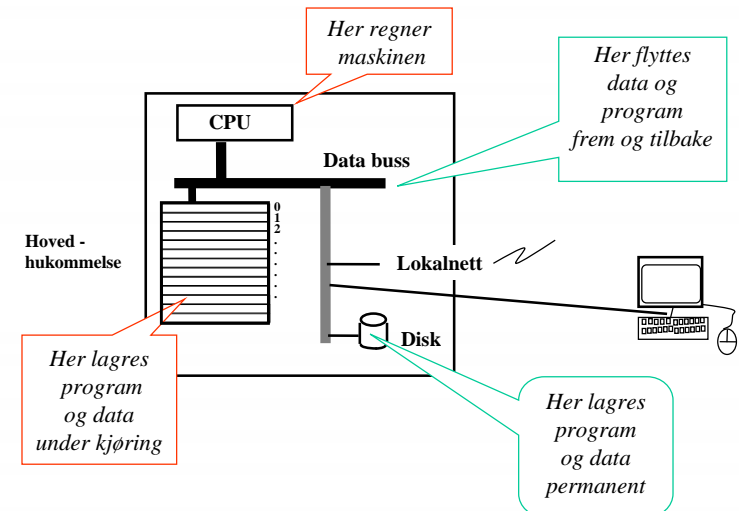 Her regner
maskinen
Her flyttes
data og
program
frem og tilbake
CPU
Data buss
0
1
2
.
.
.
.
.
.
Hoved -
hukommelse
Lokalnett
Disk
Her lagres
program
og data
under kjøring
Her lagres
program
og data
permanent